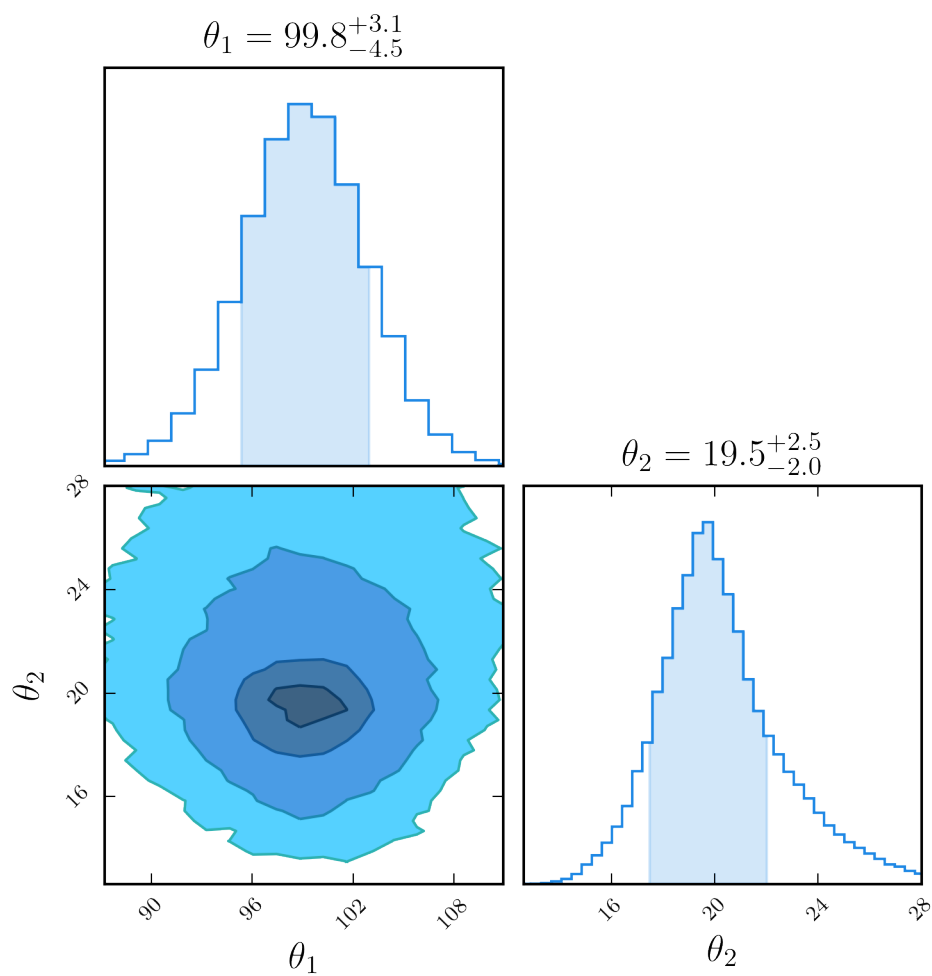 θ₁ = 99.8⁺³·¹₋₄.₅
θ₂ = 19.5⁺²·⁵₋₂.₀
28
24
20
16
θ₂
90 96 102 108
θ₁
16 20 24 28
θ₂